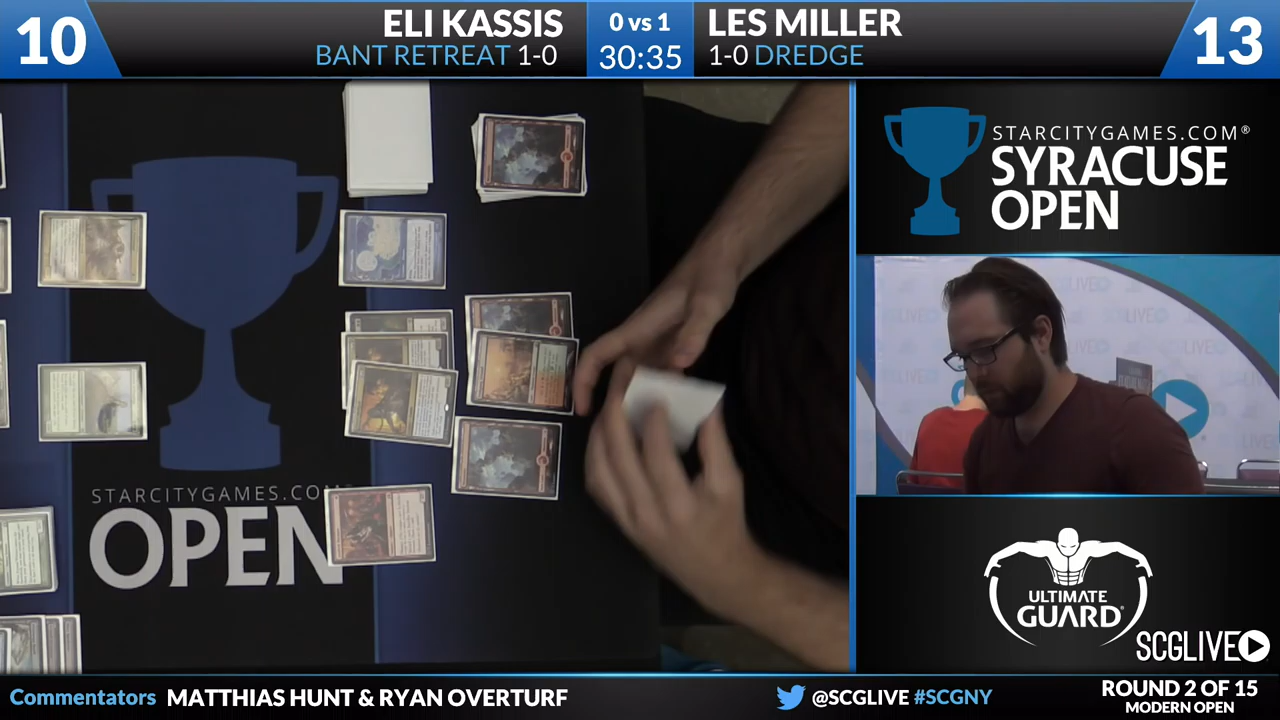 10
ELI KASSIS
BANT RETREAT 1-0
0 vs 1
30:35
LES MILLER
1-0 DREDGE
13
STARCITYGAMES.COM®
SYRACUSE
OPEN
STARCITYGAMES.CO
OPEN
ULTIMATE
GUARD
SCGLIVE
Commentators MATTHIAS HUNT & RYAN OVERTURF
@SCGLIVE #SCGNY
ROUND 2 OF 15
MODERN OPEN